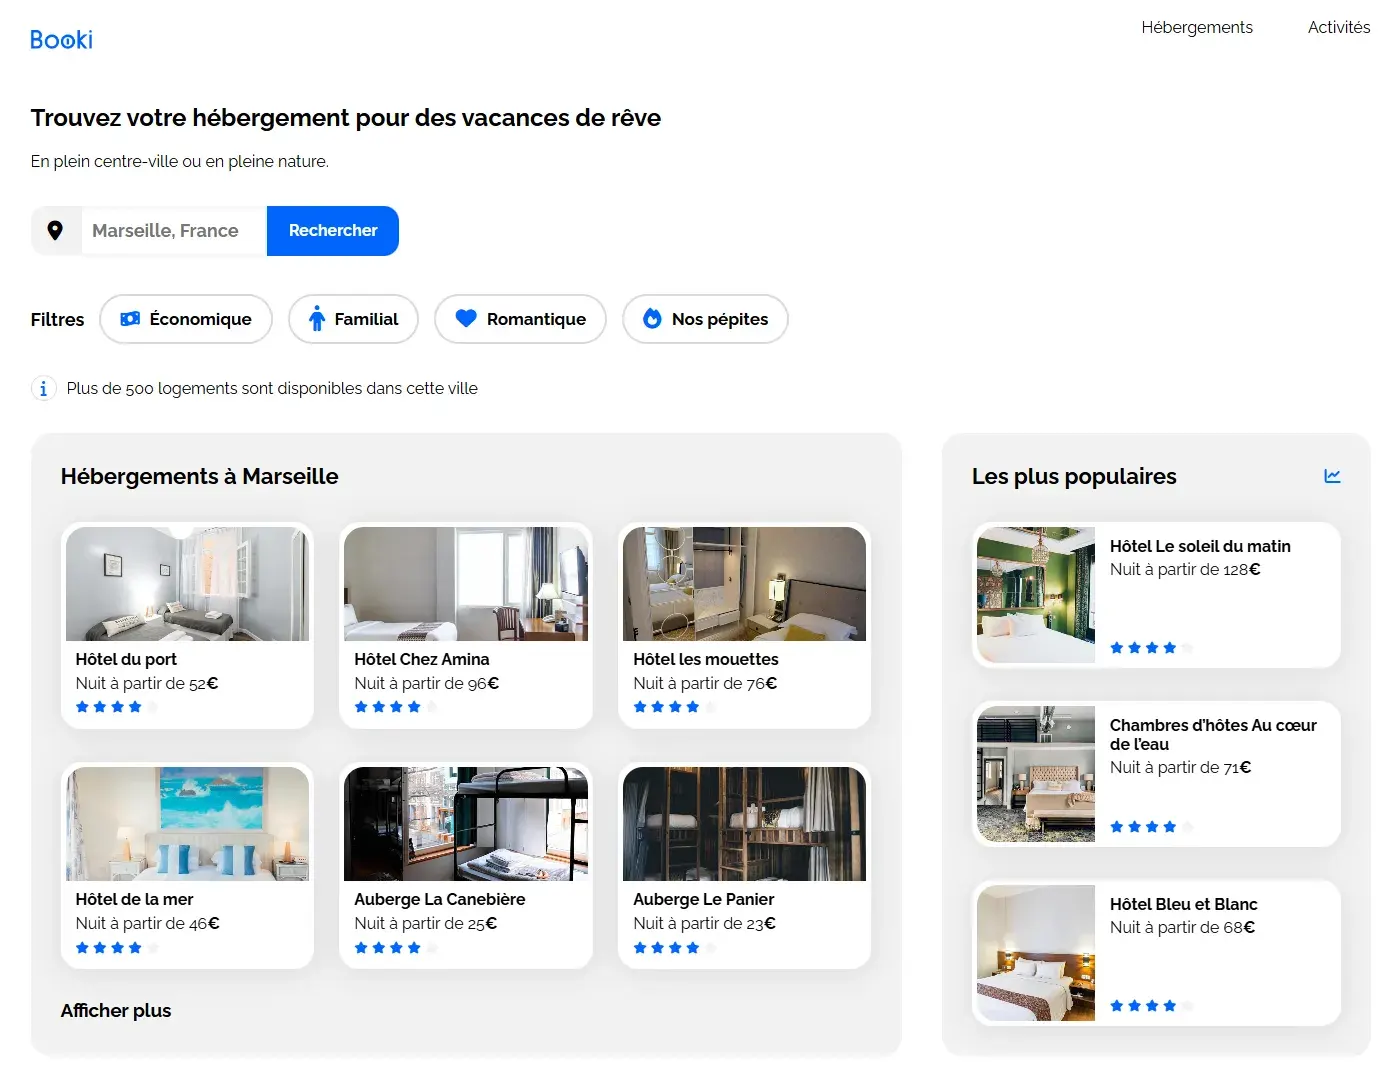 Booki
Hébergements
Activités
Trouvez votre hébergement pour des vacances de rêve
En plein centre-ville ou en pleine nature.
Marseille, France
Rechercher
Filtres
Économique
Familial
Romantique
Nos pépites
Plus de 500 logements sont disponibles dans cette ville
Hébergements à Marseille
Hôtel du port
Nuit à partir de 52€
Hôtel Chez Amina
Nuit à partir de 96€
Hôtel les mouettes
Nuit à partir de 76€
Hôtel de la mer
Nuit à partir de 46€
Auberge La Canebière
Nuit à partir de 25€
Auberge Le Panier
Nuit à partir de 23€
Afficher plus
Les plus populaires
Hôtel Le soleil du matin
Nuit à partir de 128€
Chambres d’hôtes Au cœur
de l’eau
Nuit à partir de 71€
Hôtel Bleu et Blanc
Nuit à partir de 68€